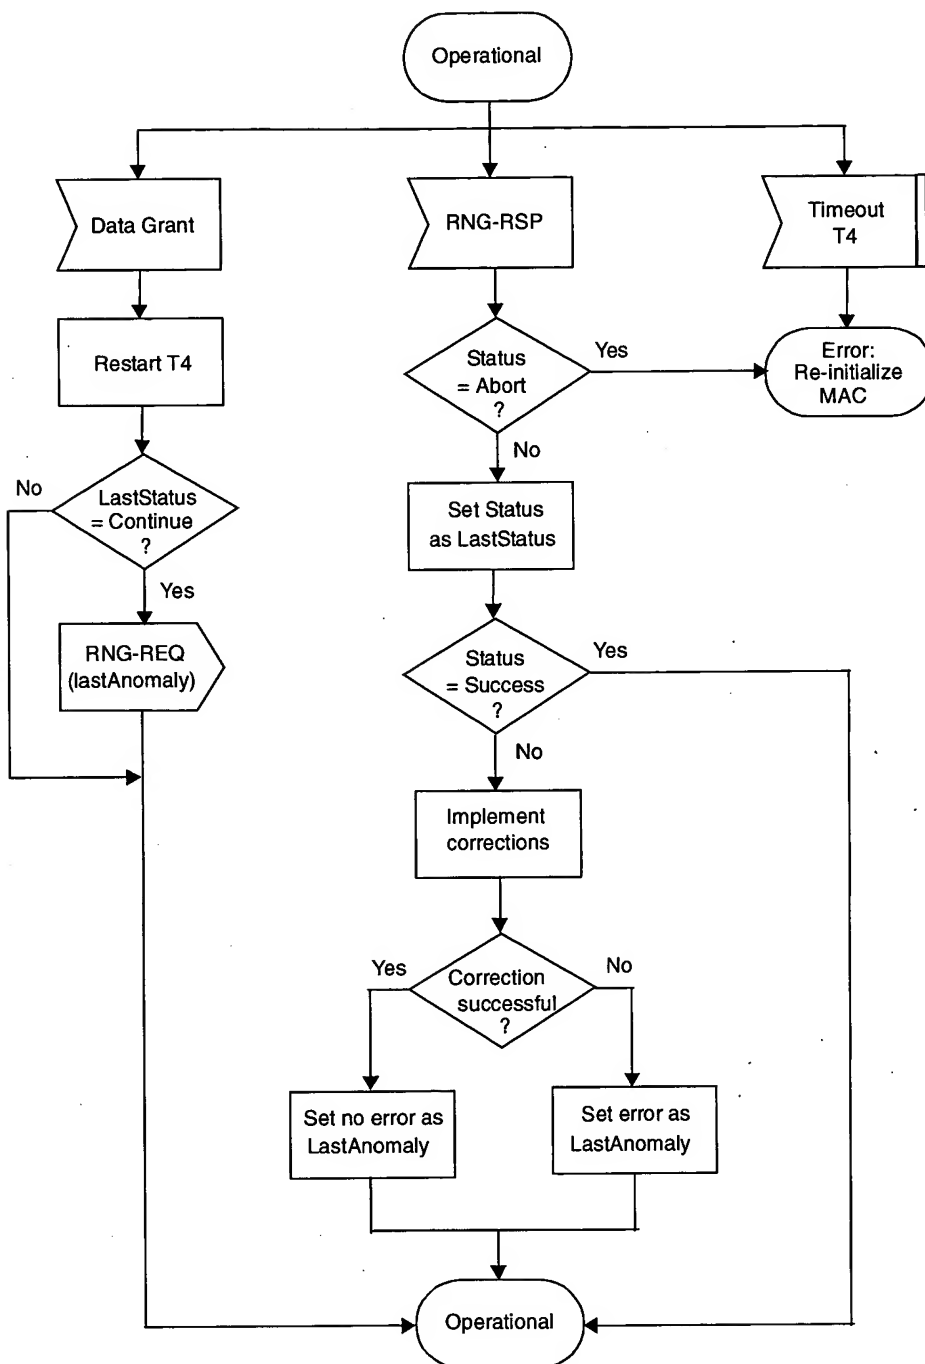 Operational
Data Grant
RNG-RSP
Timeout
T4
Restart T4
Status
= Abort
?
Yes
Error:
Re-initialize
MAC
No
No
LastStatus
= Continue
?
Set Status
as LastStatus
Yes
RNG-REQ
(lastAnomaly)
Status
= Success
?
Yes
No
Implement
corrections
Yes
Correction
successful
?
No
Set no error as
LastAnomaly
Set error as
LastAnomaly
Operational